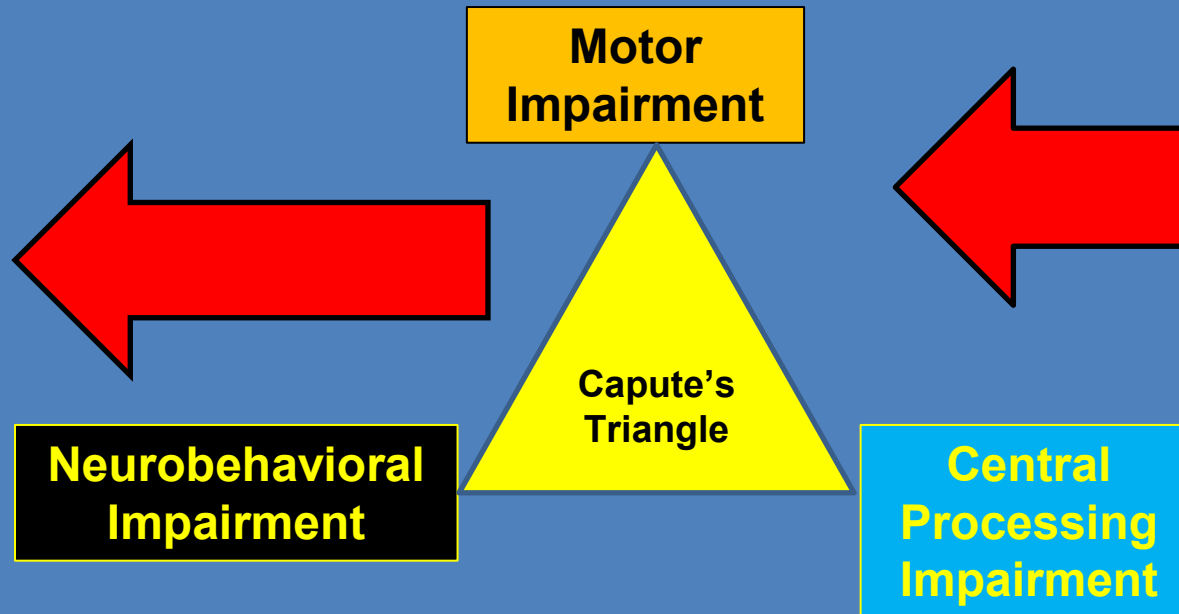 Motor
Impairment
Capute’s
Triangle
Neurobehavioral
Impairment
Central
Processing
Impairment